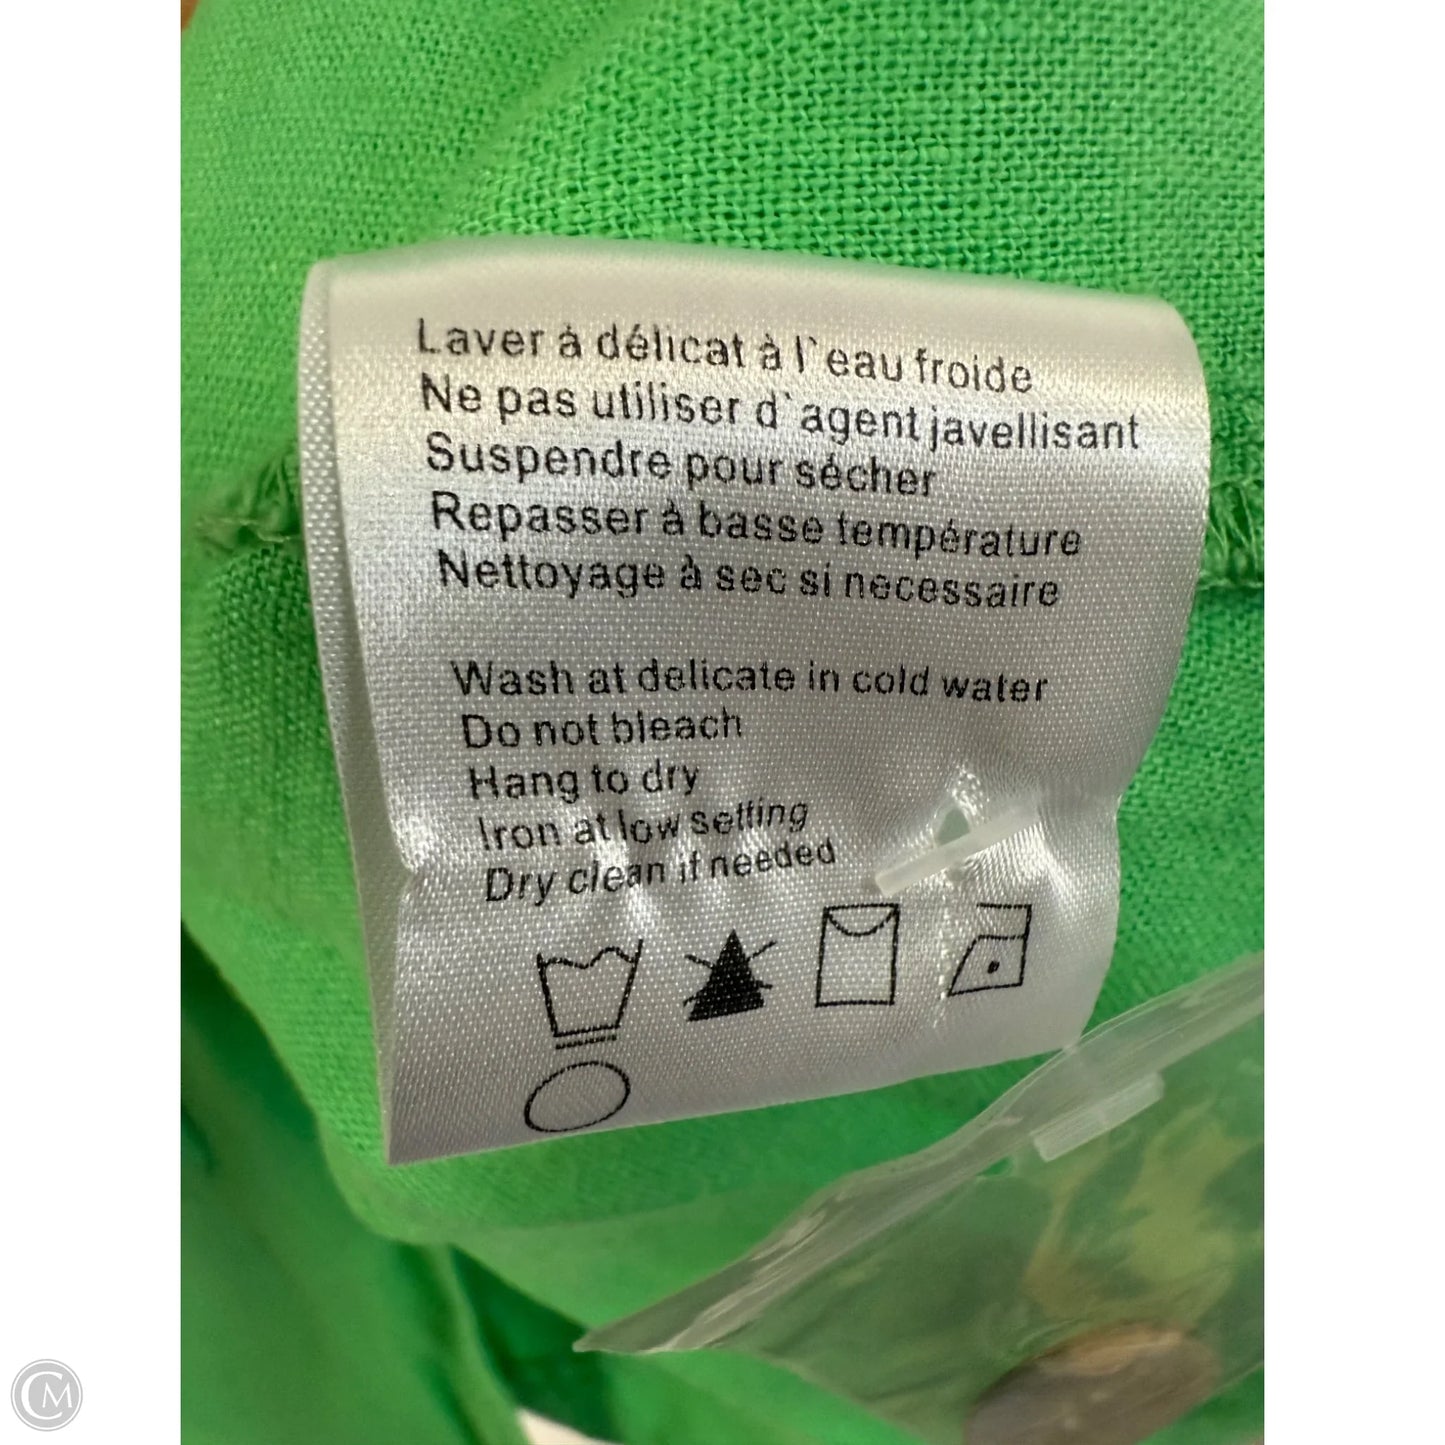 Laver à délicat à l`eau froide
Ne pas utiliser d`agent javellisant
Suspendre pour sécher
Repasser à basse température
Nettoyage à sec si necessaire
Wash at delicate in cold water
Do not bleach
Hang to dry
Iron at low setting
Dry clean if needed
CM